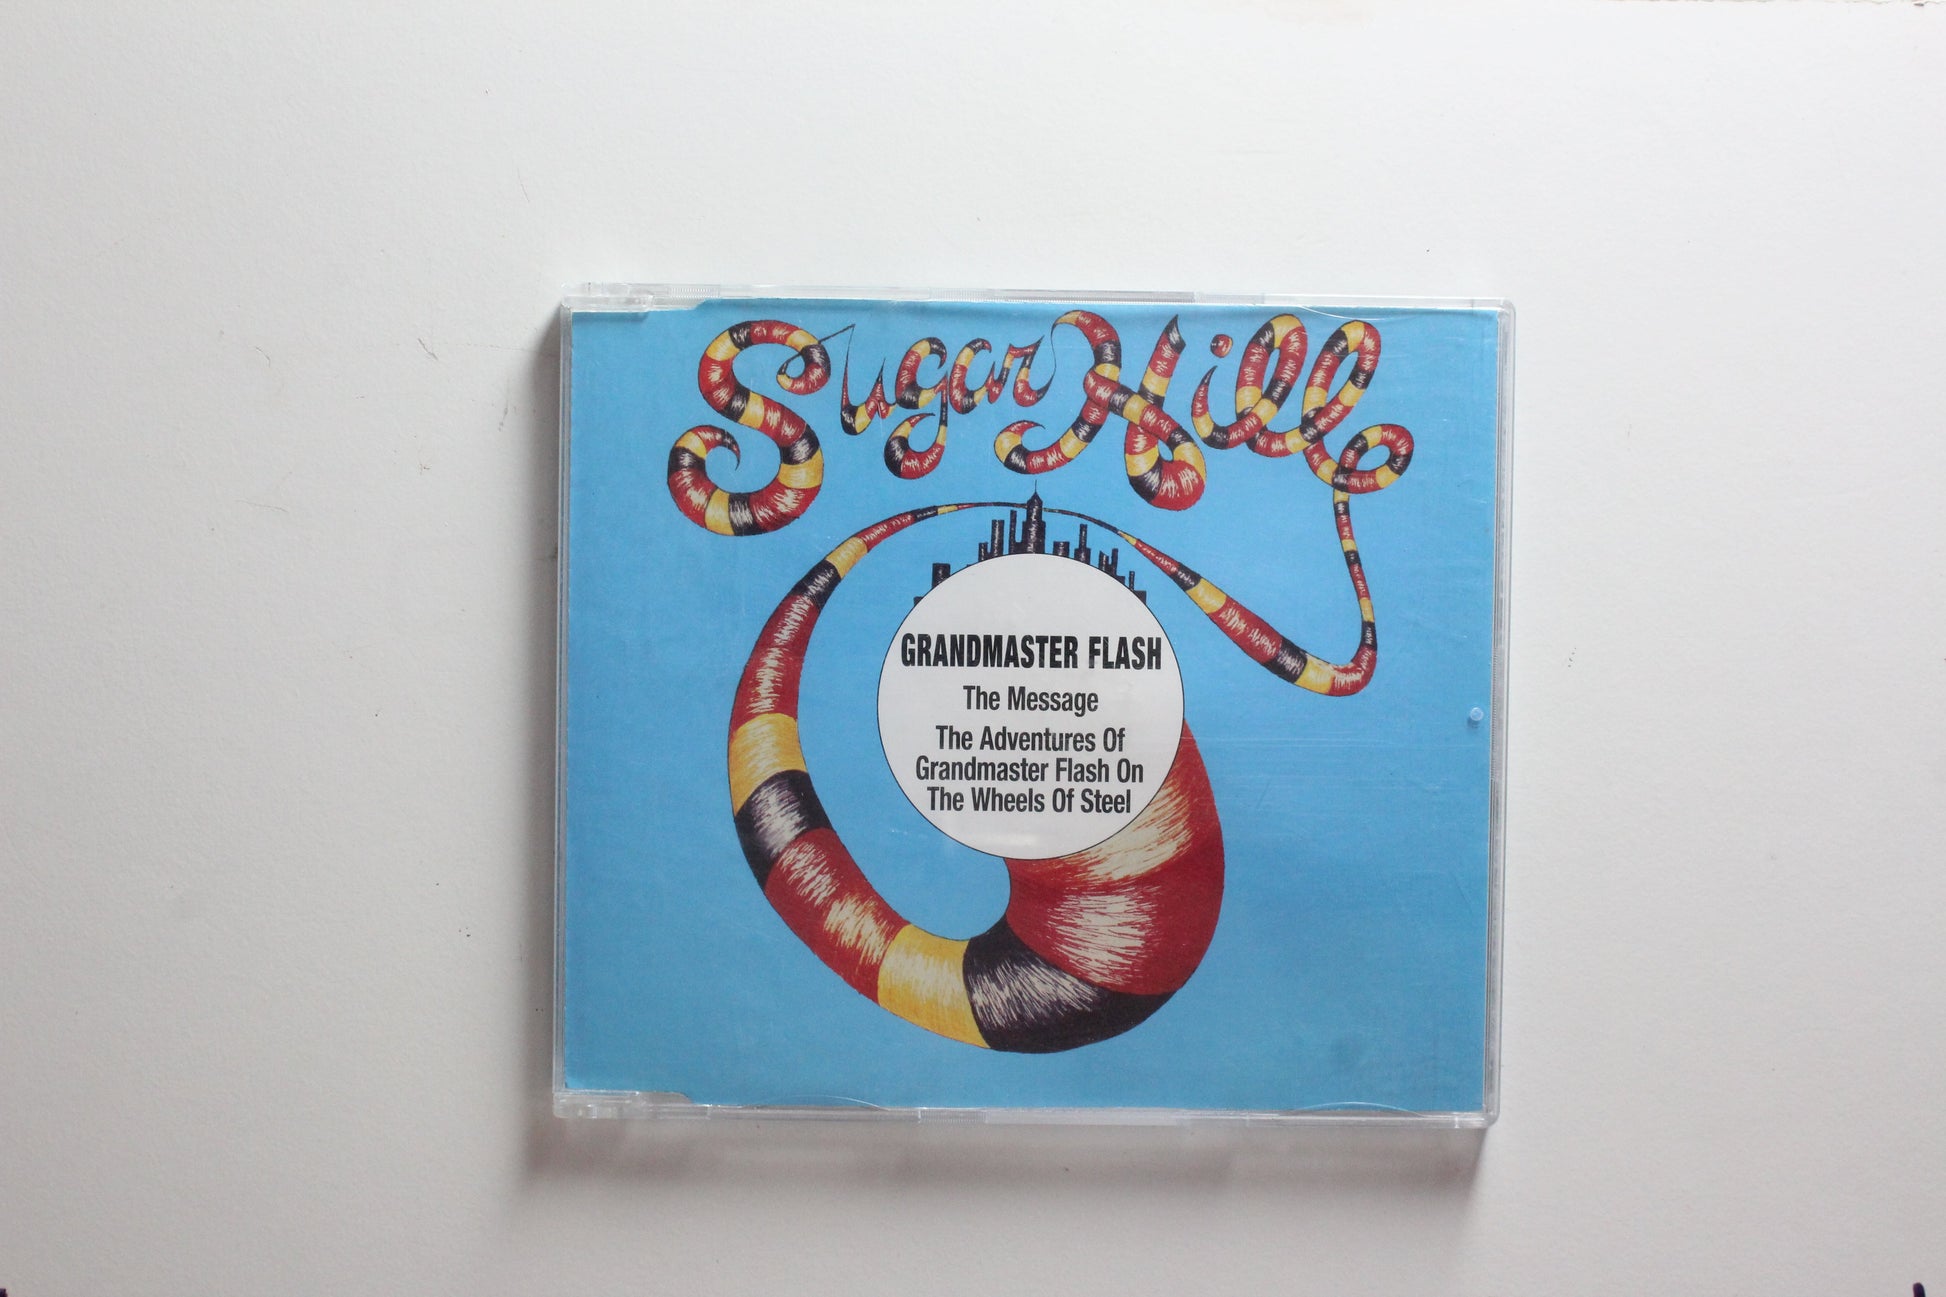 Sugar Hill
GRANDMASTER FLASH
The Message
The Adventures Of
Grandmaster Flash On
The Wheels Of Steel